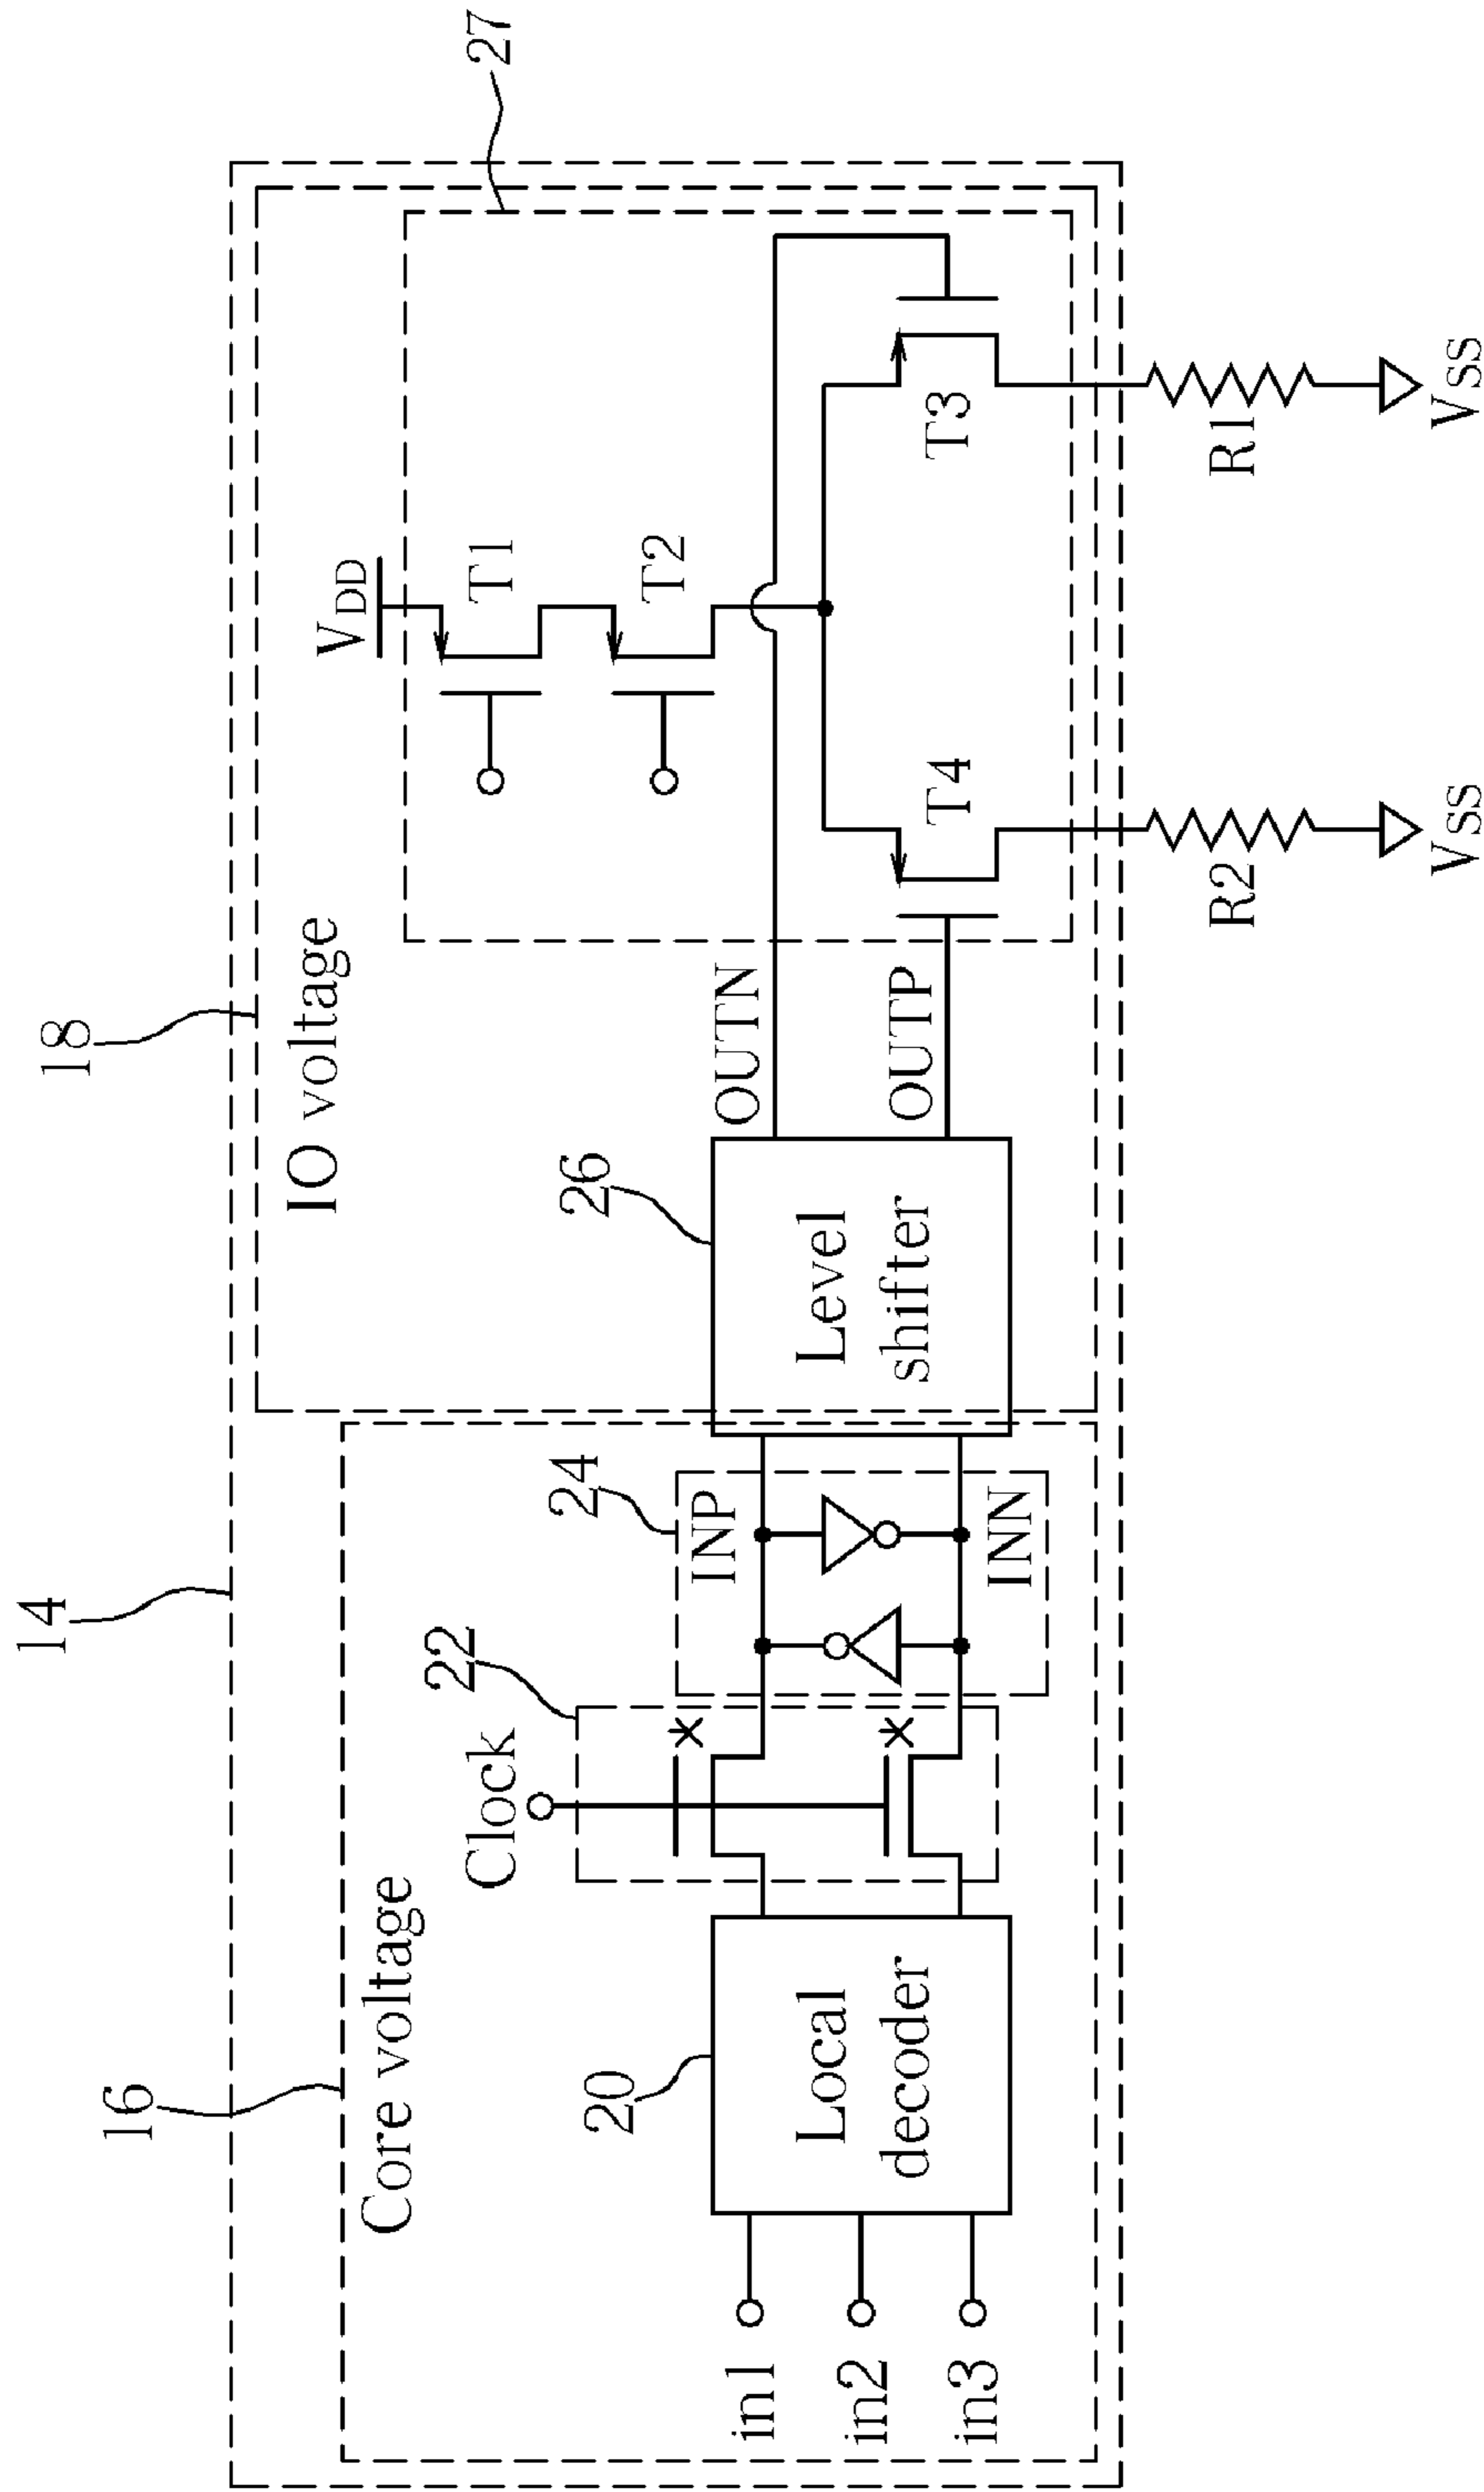 14
18
16
IO voltage
27
Core voltage
VDD
Clock
22
24
26
T1
T2
20
INP
OUTN
in1
in2
in3
Local
decoder
INN
Level
shifter
OUTP
T4
T3
R2
R1
VSS
VSS